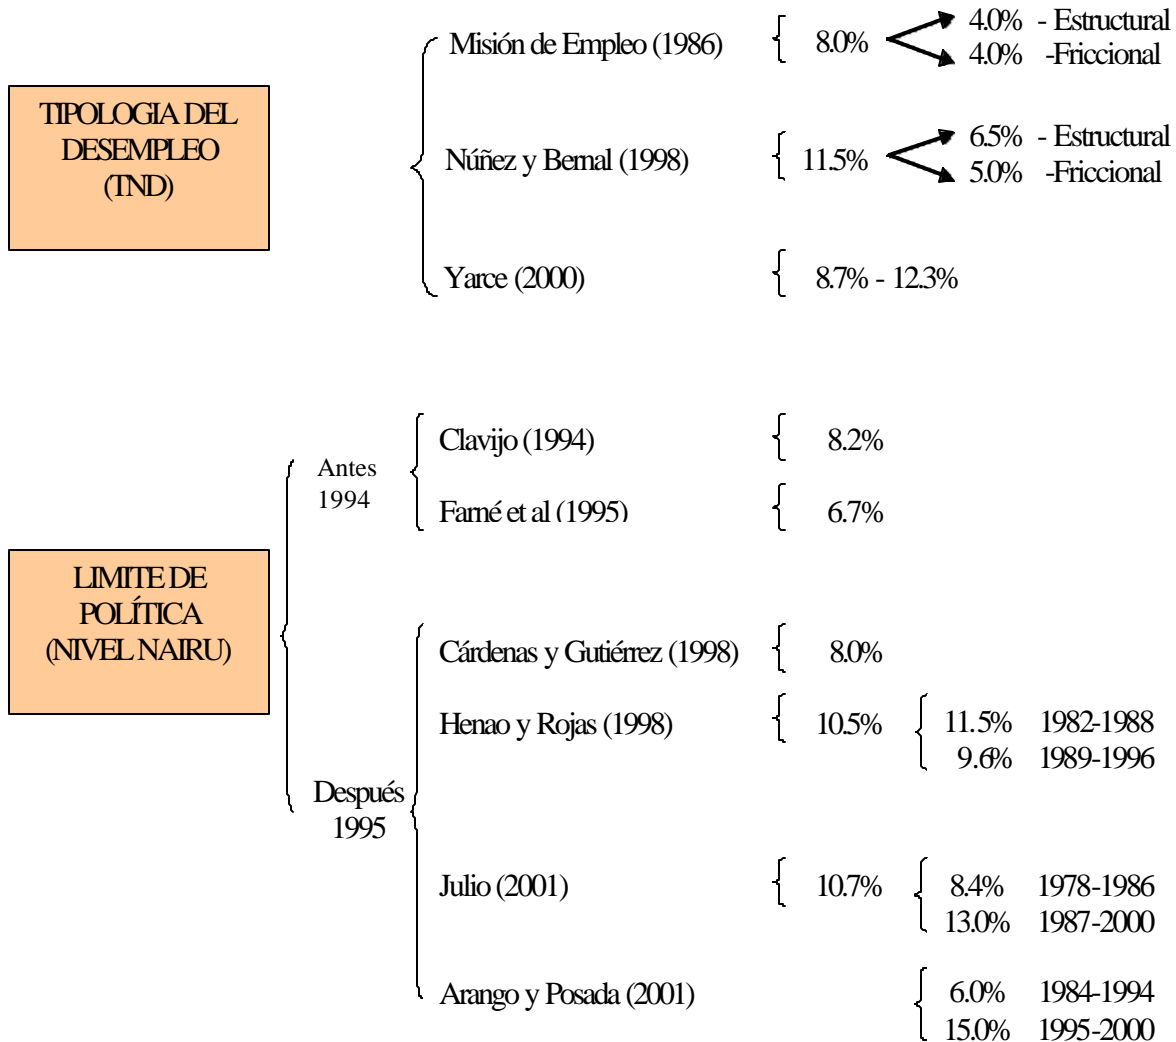 TIPOLOGIA DEL
DESEMPLEO
(TND)
Misión de Empleo (1986) 8.0% 4.0% - Estructural
4.0% -Friccional
Núñez y Bernal (1998) 11.5% 6.5% - Estructural
5.0% -Friccional
Yarce (2000) 8.7% - 12.3%
LIMITE DE
POLÍTICA
(NIVEL NAIRU)
Antes
1994
Clavijo (1994) 8.2%
Farné et al (1995) 6.7%
Después
1995
Cárdenas y Gutiérrez (1998) 8.0%
Henao y Rojas (1998) 10.5% 11.5% 1982-1988
9.6% 1989-1996
Julio (2001) 10.7% 8.4% 1978-1986
13.0% 1987-2000
Arango y Posada (2001) 6.0% 1984-1994
15.0% 1995-2000